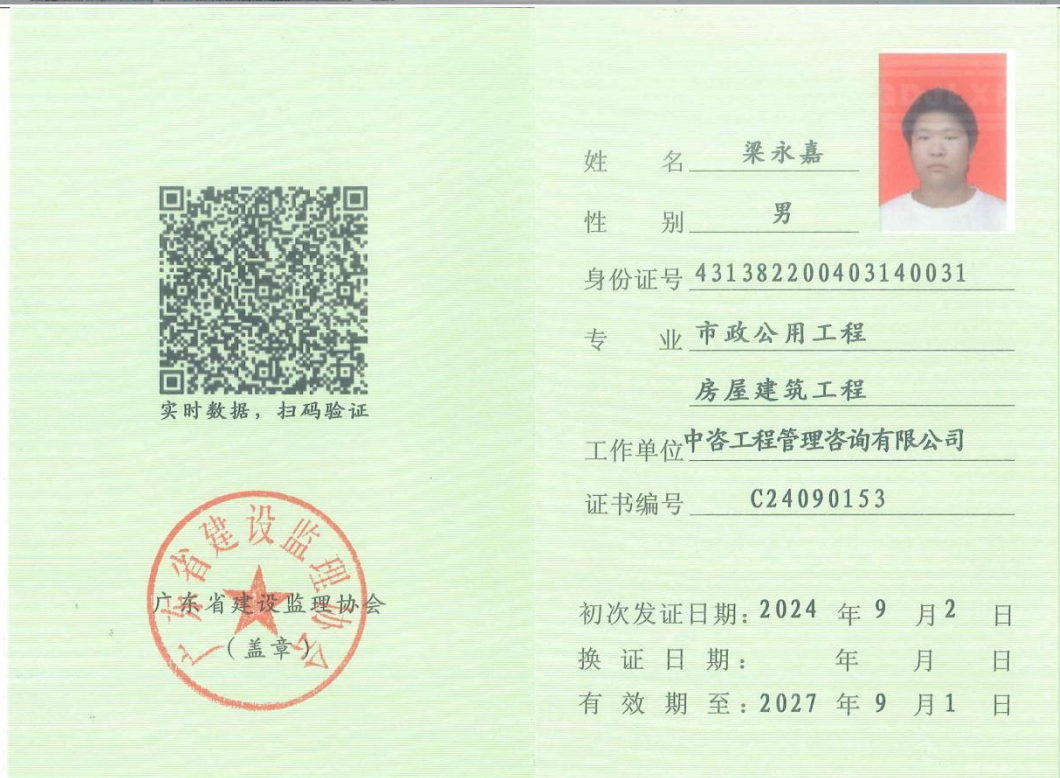 实时数据，扫码验证
广东省建设监理协会
广东省建设监理协会
（盖章）
姓名 梁永嘉
性别 男
身份证号 431382200403140031
专业 市政公用工程
房屋建筑工程
工作单位 中咨工程管理咨询有限公司
证书编号 C24090153
初次发证日期：2024 年 9 月 2 日
换证日期： 年 月 日
有效期至：2027 年 9 月 1 日